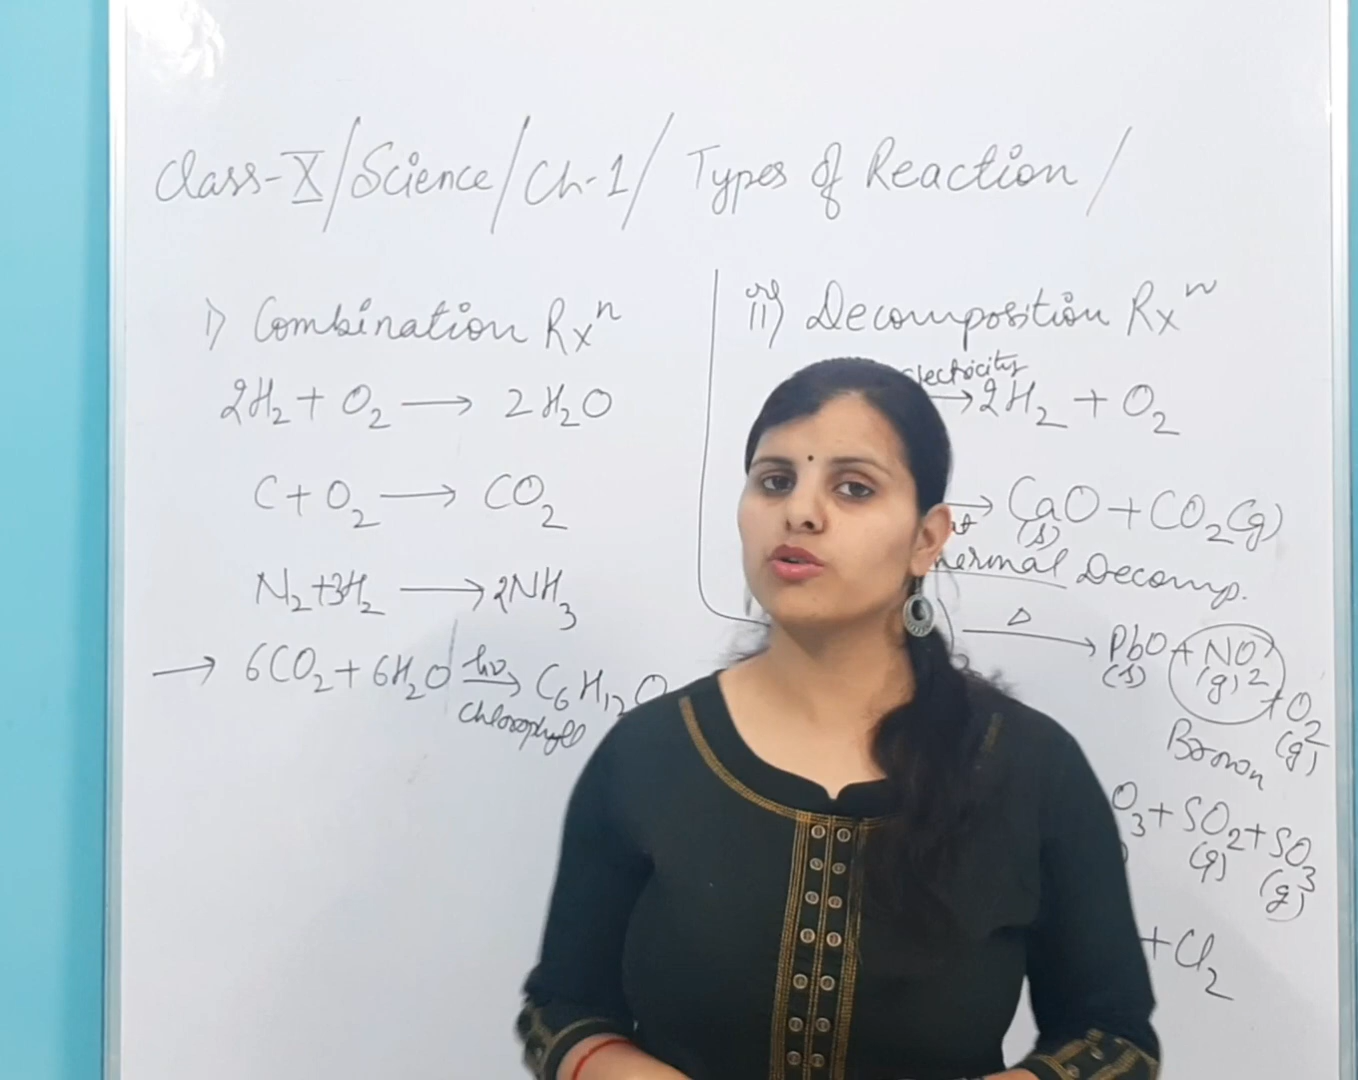 Class-X/Science/Ch-1/ Types of Reaction/
i) Combination Rxⁿ
2H₂ + O₂ → 2H₂O
C + O₂ → CO₂
N₂ + 3H₂ → 2NH₃
→ 6CO₂ + 6H₂O hν→ C₆H₁₂O
Chlorophyll
ii) Decomposition Rxⁿ
electricity
→ 2H₂ + O₂
→ CaO + CO₂(g)
(s)
Thermal Decomp.
Δ
→ PbO + NO₂
(s) (g)
+ O₂
(g)
Brown
O₃ + SO₂ + SO₃
(g) (g)
+ Cl₂